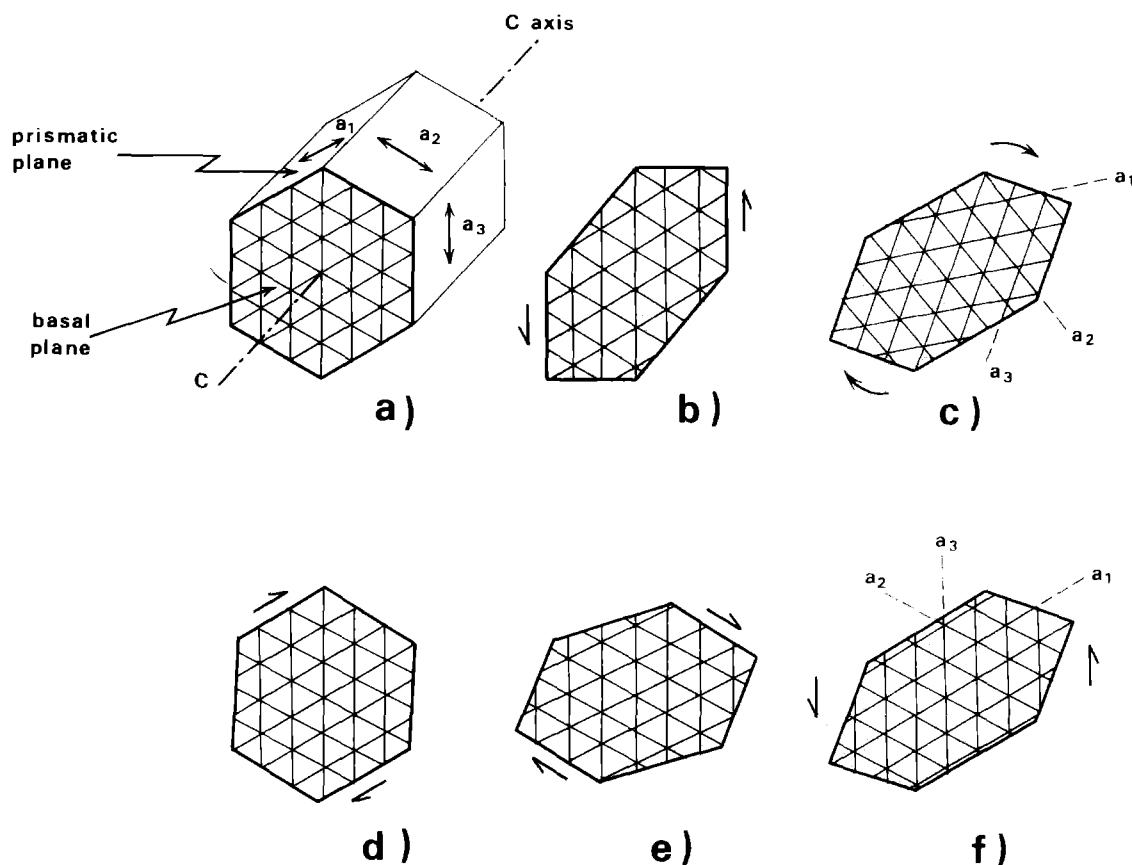 C axis
prismatic
plane
a1
a2
a3
basal
plane
C
a)
b)
a1
a2
a3
c)
d)
e)
a3
a2
a1
f)